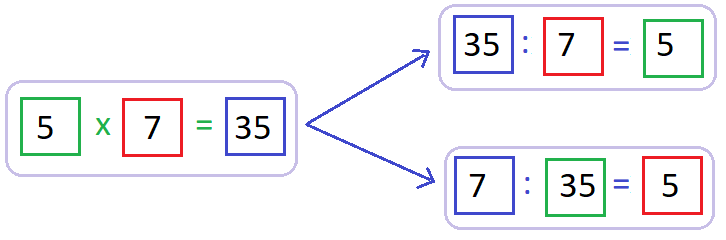 5 x 7 = 35
35 : 7 = 5
7 : 35 = 5